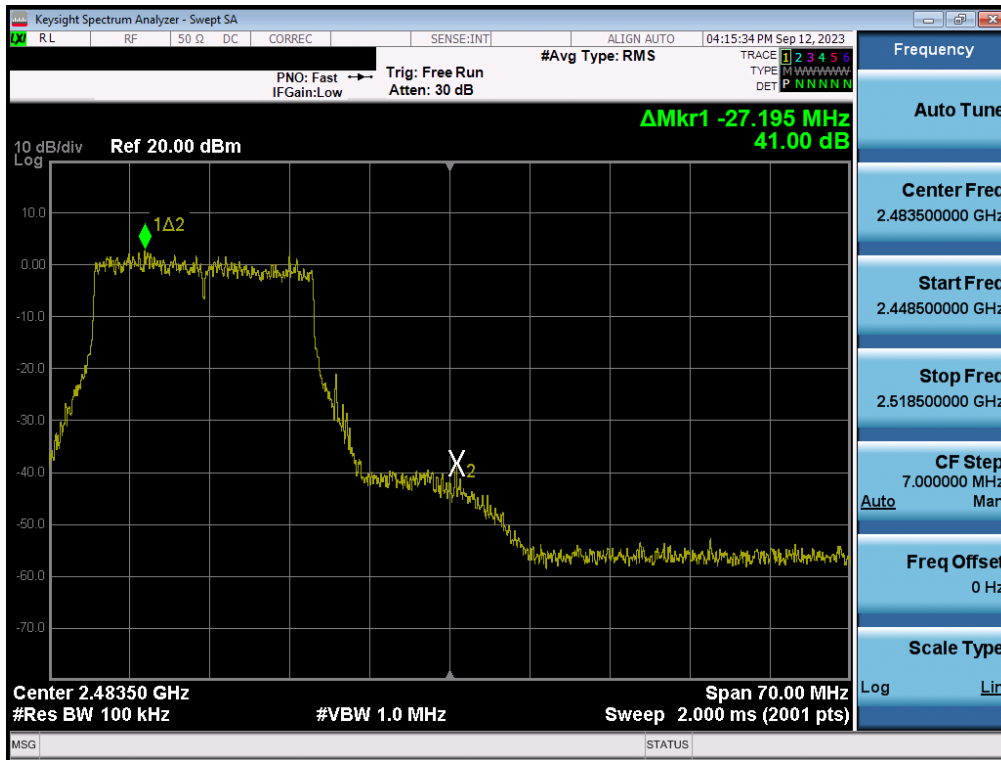 Keysight Spectrum Analyzer - Swept SA
LXI RL RF 50 Ω DC CORREC SENSE:INT ALIGN AUTO 04:15:34 PM Sep 12, 2023
#Avg Type: RMS TRACE 1 2 3 4 5 6
PNO: Fast Trig: Free Run TYPE M W W W W W
IFGain:Low Atten: 30 dB DET P N N N N N
ΔMkr1 -27.195 MHz
41.00 dB
10 dB/div Ref 20.00 dBm
Log
1Δ2
10.0
0.00
-10.0
-20.0
-30.0
-40.0
2
-50.0
-60.0
-70.0
Center 2.48350 GHz Span 70.00 MHz
#Res BW 100 kHz #VBW 1.0 MHz Sweep 2.000 ms (2001 pts)
MSG STATUS
Frequency
Auto Tune
Center Freq
2.483500000 GHz
Start Freq
2.448500000 GHz
Stop Freq
2.518500000 GHz
CF Step
7.000000 MHz
Auto Man
Freq Offset
0 Hz
Scale Type
Log Lin